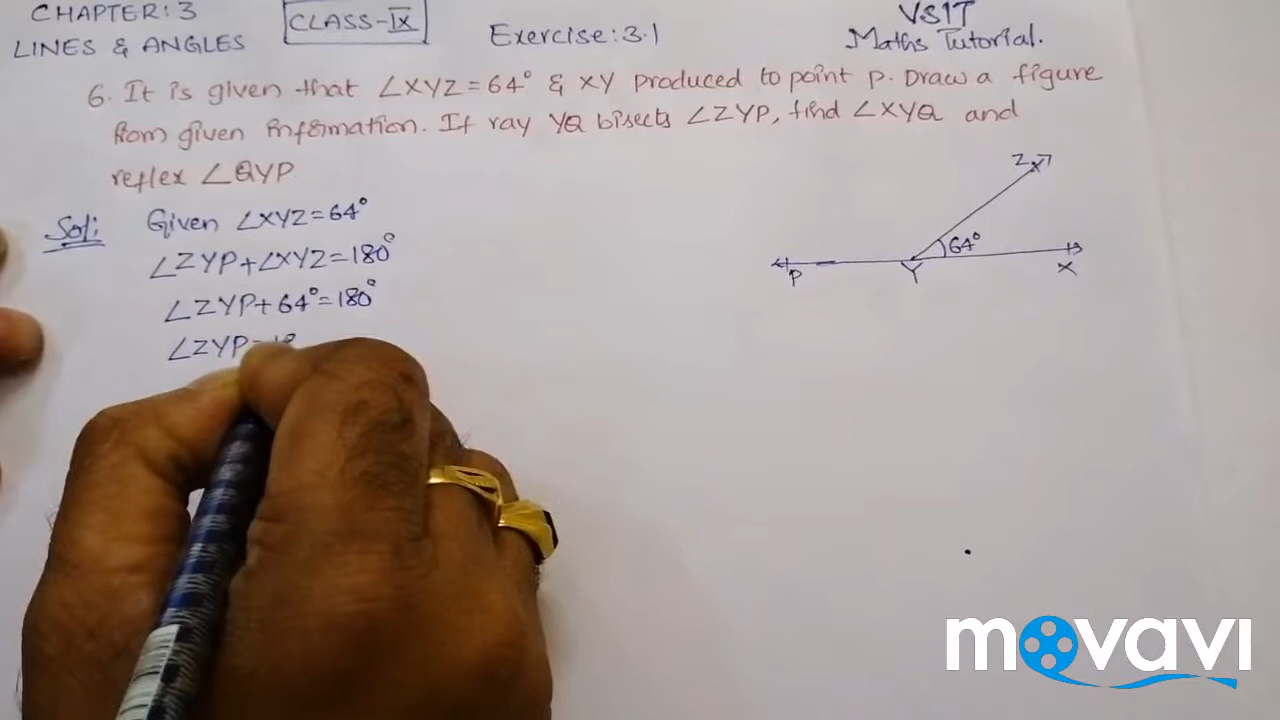 CHAPTER: 3
LINES & ANGLES
CLASS-IX
Exercise: 3.1
VSIT
Maths Tutorial.
6. It is given that ∠XYZ = 64° & XY produced to point P. Draw a figure
from given information. If ray YQ bisects ∠ZYP, find ∠XYQ and
reflex ∠QYP
Sol:
Given ∠XYZ = 64°
∠ZYP + ∠XYZ = 180°
∠ZYP + 64° = 180°
∠ZYP = 18
Z
64°
P
Y
X
movavi